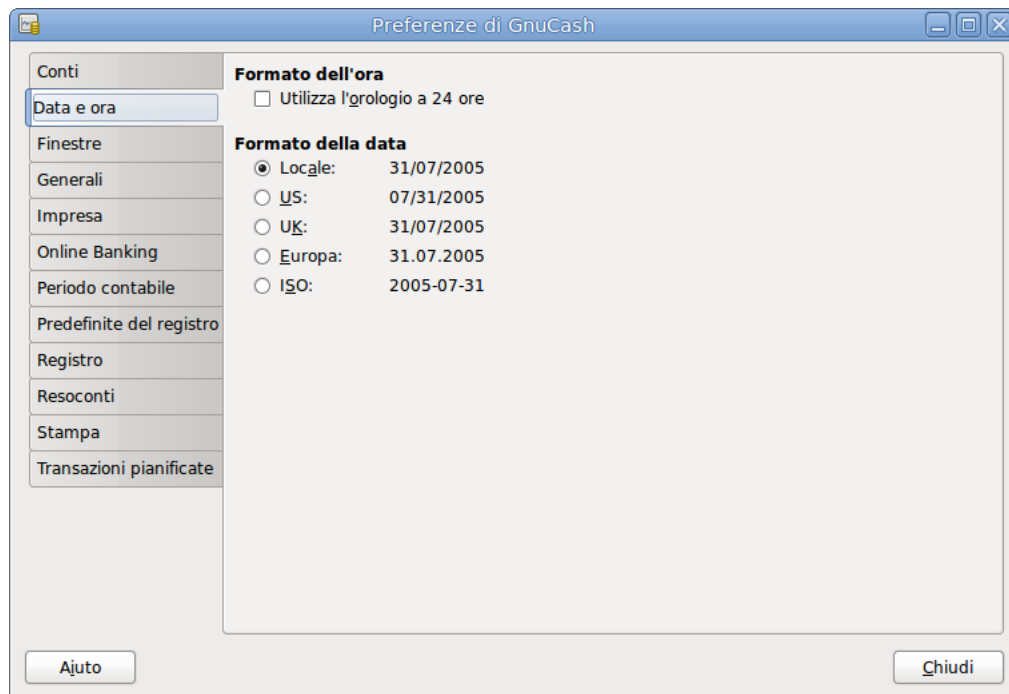 Preferenze di GnuCash
Conti
Data e ora
Finestre
Generali
Impresa
Online Banking
Periodo contabile
Predefinite del registro
Registro
Resoconti
Stampa
Transazioni pianificate
Formato dell'ora
Utilizza l'orologio a 24 ore
Formato della data
Locale: 31/07/2005
US: 07/31/2005
UK: 31/07/2005
Europa: 31.07.2005
ISO: 2005-07-31
Aiuto
Chiudi